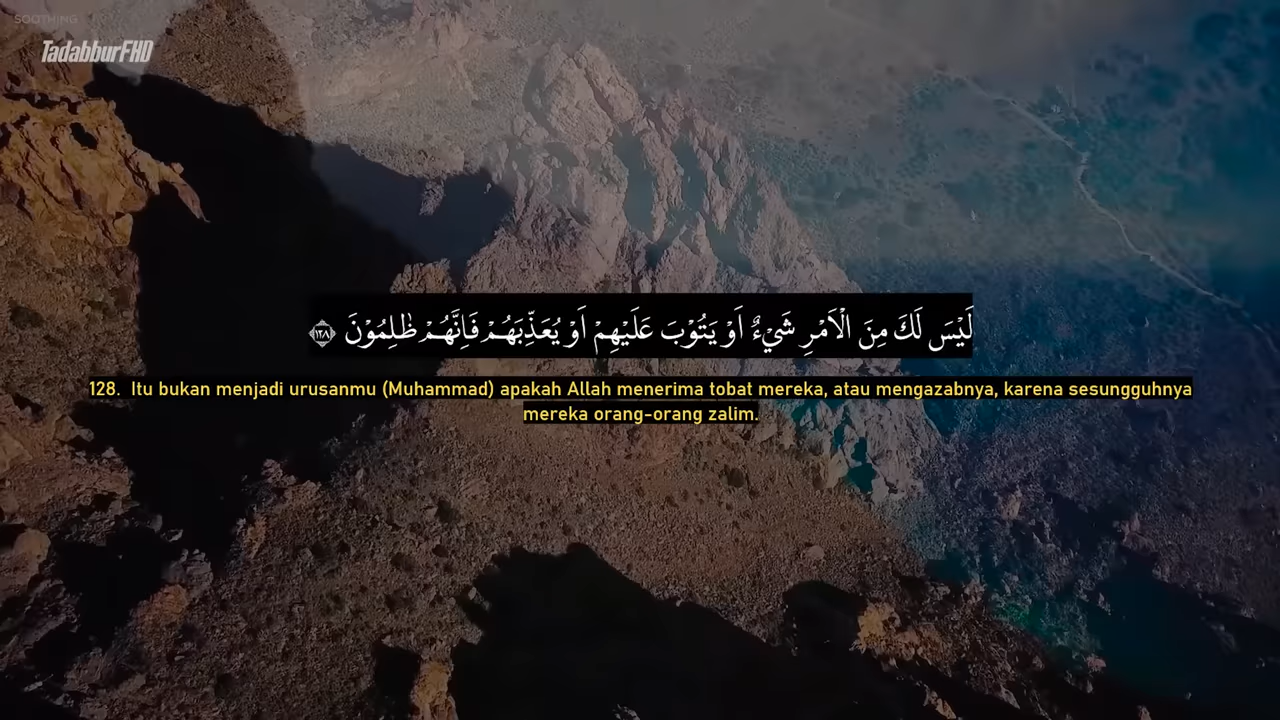 SOOTHING
TadabburFHD
لَيْسَ لَكَ مِنَ الْاَمْرِ شَيْءٌ اَوْ يَتُوْبَ عَلَيْهِمْ اَوْ يُعَذِّبَهُمْ فَاِنَّهُمْ ظٰلِمُوْنَ ١٢٨
128. Itu bukan menjadi urusanmu (Muhammad) apakah Allah menerima tobat mereka, atau mengazabnya, karena sesungguhnya
mereka orang-orang zalim.